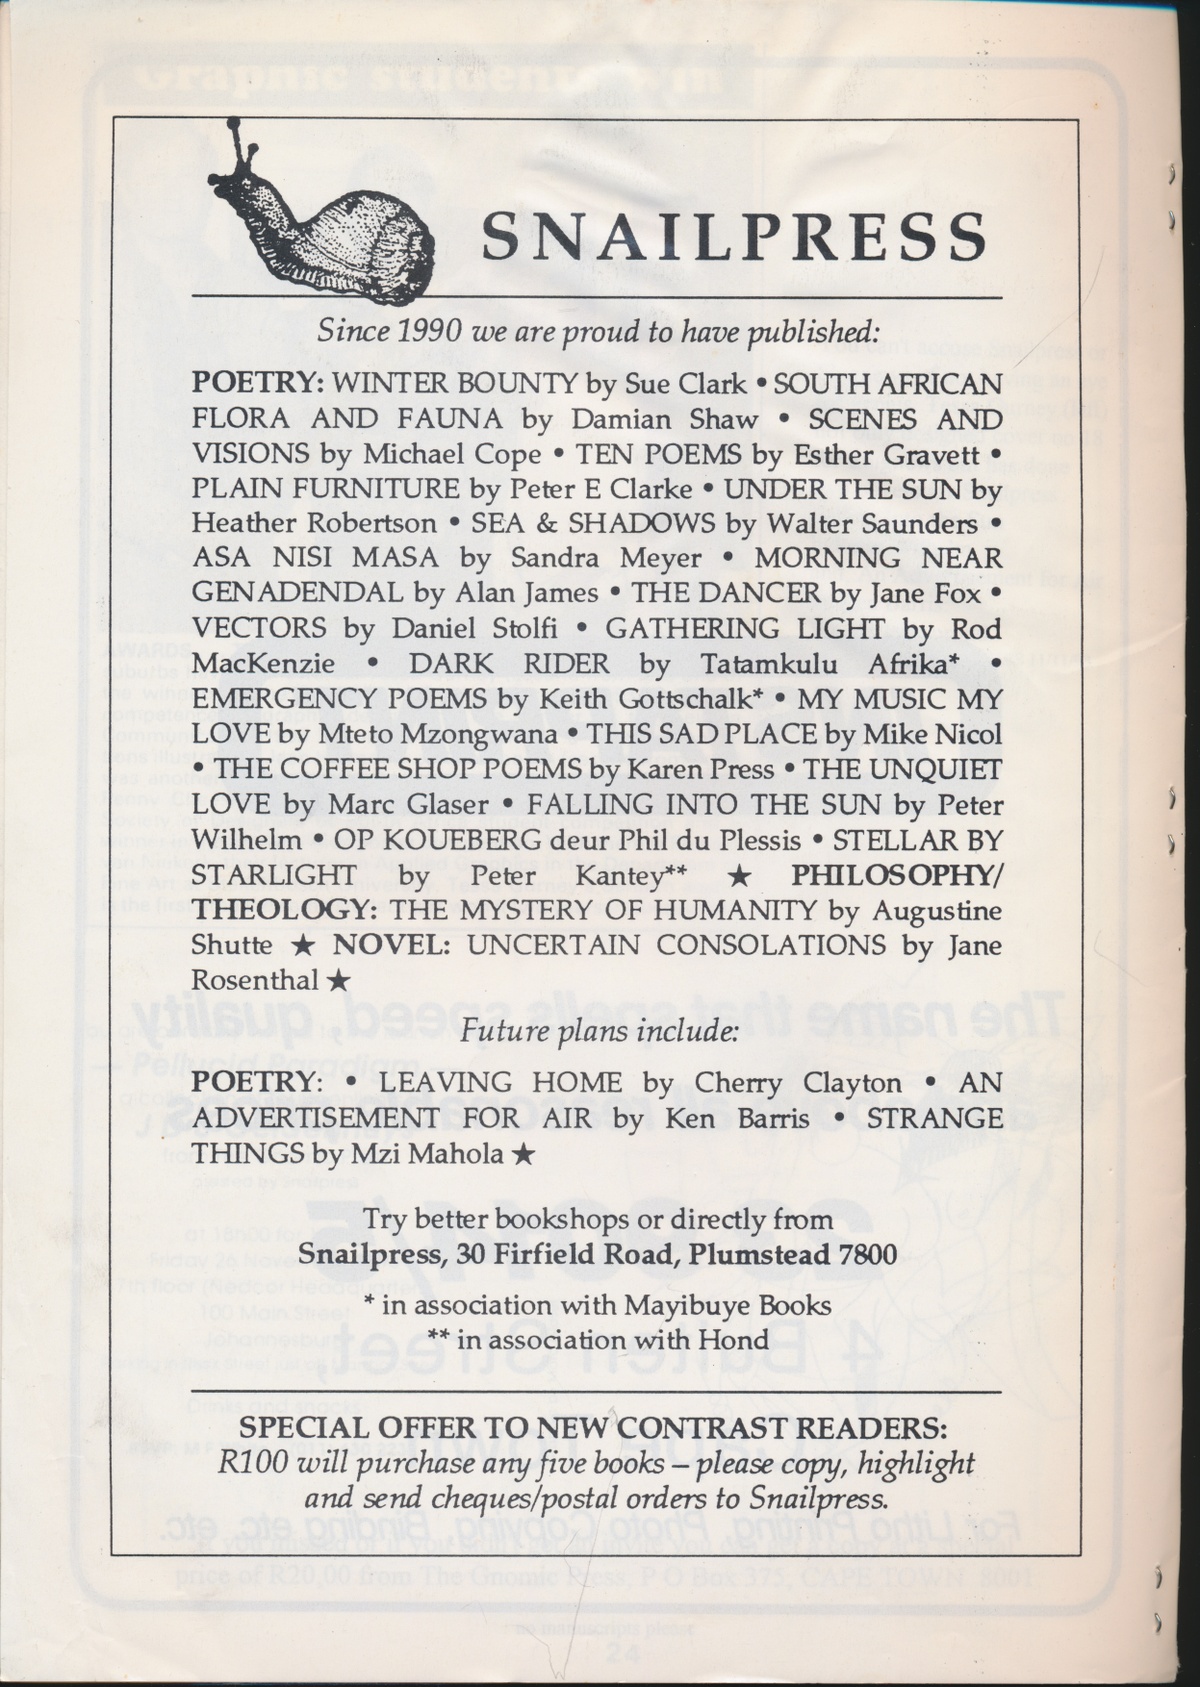 SNAILPRESS
Since 1990 we are proud to have published:
POETRY: WINTER BOUNTY by Sue Clark • SOUTH AFRICAN
FLORA AND FAUNA by Damian Shaw • SCENES AND
VISIONS by Michael Cope • TEN POEMS by Esther Gravett •
PLAIN FURNITURE by Peter E Clarke • UNDER THE SUN by
Heather Robertson • SEA & SHADOWS by Walter Saunders •
ASA NISI MASA by Sandra Meyer • MORNING NEAR
GENADENDAL by Alan James • THE DANCER by Jane Fox •
VECTORS by Daniel Stolfi • GATHERING LIGHT by Rod
MacKenzie • DARK RIDER by Tatamkulu Afrika* •
EMERGENCY POEMS by Keith Gottschalk* • MY MUSIC MY
LOVE by Mteto Mzongwana • THIS SAD PLACE by Mike Nicol
• THE COFFEE SHOP POEMS by Karen Press • THE UNQUIET
LOVE by Marc Glaser • FALLING INTO THE SUN by Peter
Wilhelm • OP KOUEBERG deur Phil du Plessis • STELLAR BY
STARLIGHT by Peter Kantey** ★ PHILOSOPHY/
THEOLOGY: THE MYSTERY OF HUMANITY by Augustine
Shutte ★ NOVEL: UNCERTAIN CONSOLATIONS by Jane
Rosenthal ★
Future plans include:
POETRY: • LEAVING HOME by Cherry Clayton • AN
ADVERTISEMENT FOR AIR by Ken Barris • STRANGE
THINGS by Mzi Mahola ★
Try better bookshops or directly from
Snailpress, 30 Firfield Road, Plumstead 7800
* in association with Mayibuye Books
** in association with Hond
SPECIAL OFFER TO NEW CONTRAST READERS:
R100 will purchase any five books – please copy, highlight
and send cheques/postal orders to Snailpress.